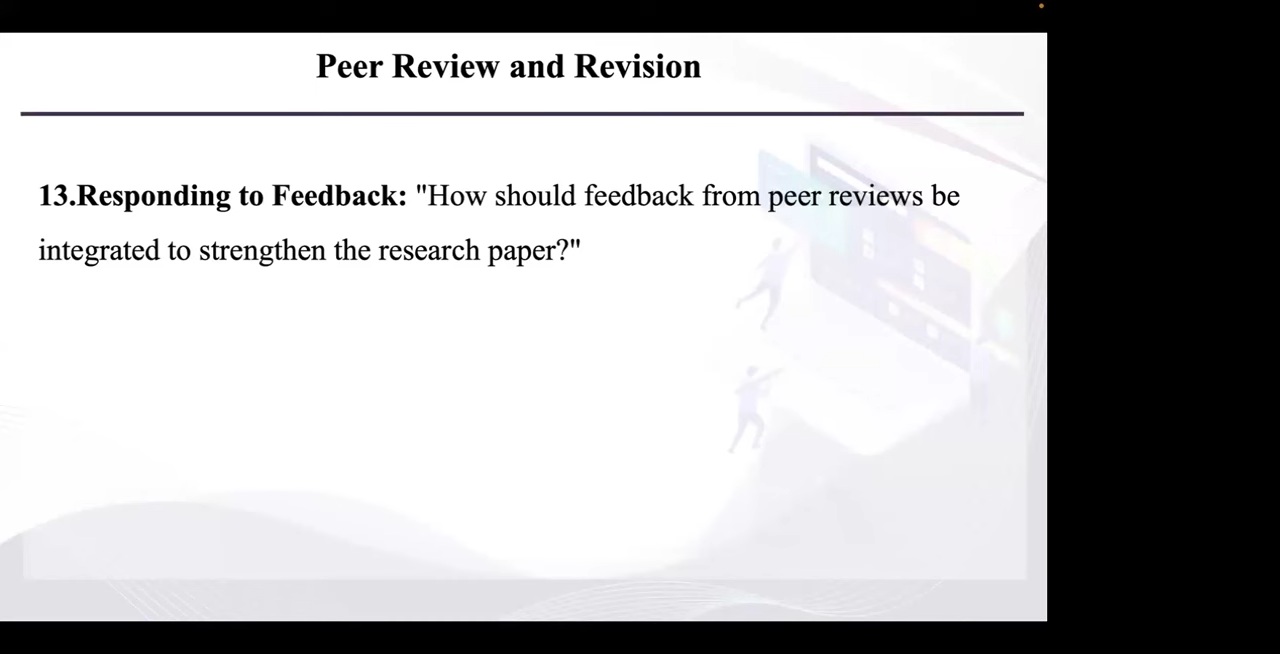 Peer Review and Revision
13.Responding to Feedback: "How should feedback from peer reviews be
integrated to strengthen the research paper?"